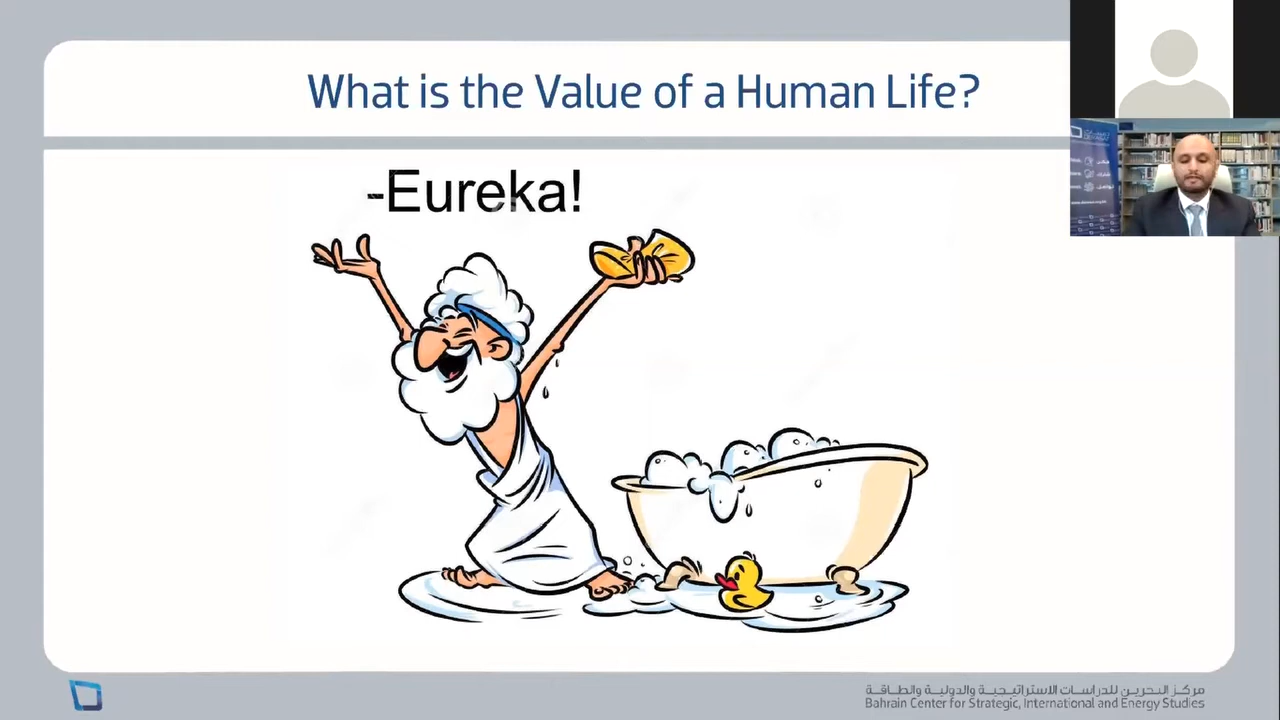 What is the Value of a Human Life?
-Eureka!
مركز البحرين للدراسات الاستراتيجية والدولية والطاقة
Bahrain Center for Strategic, International and Energy Studies